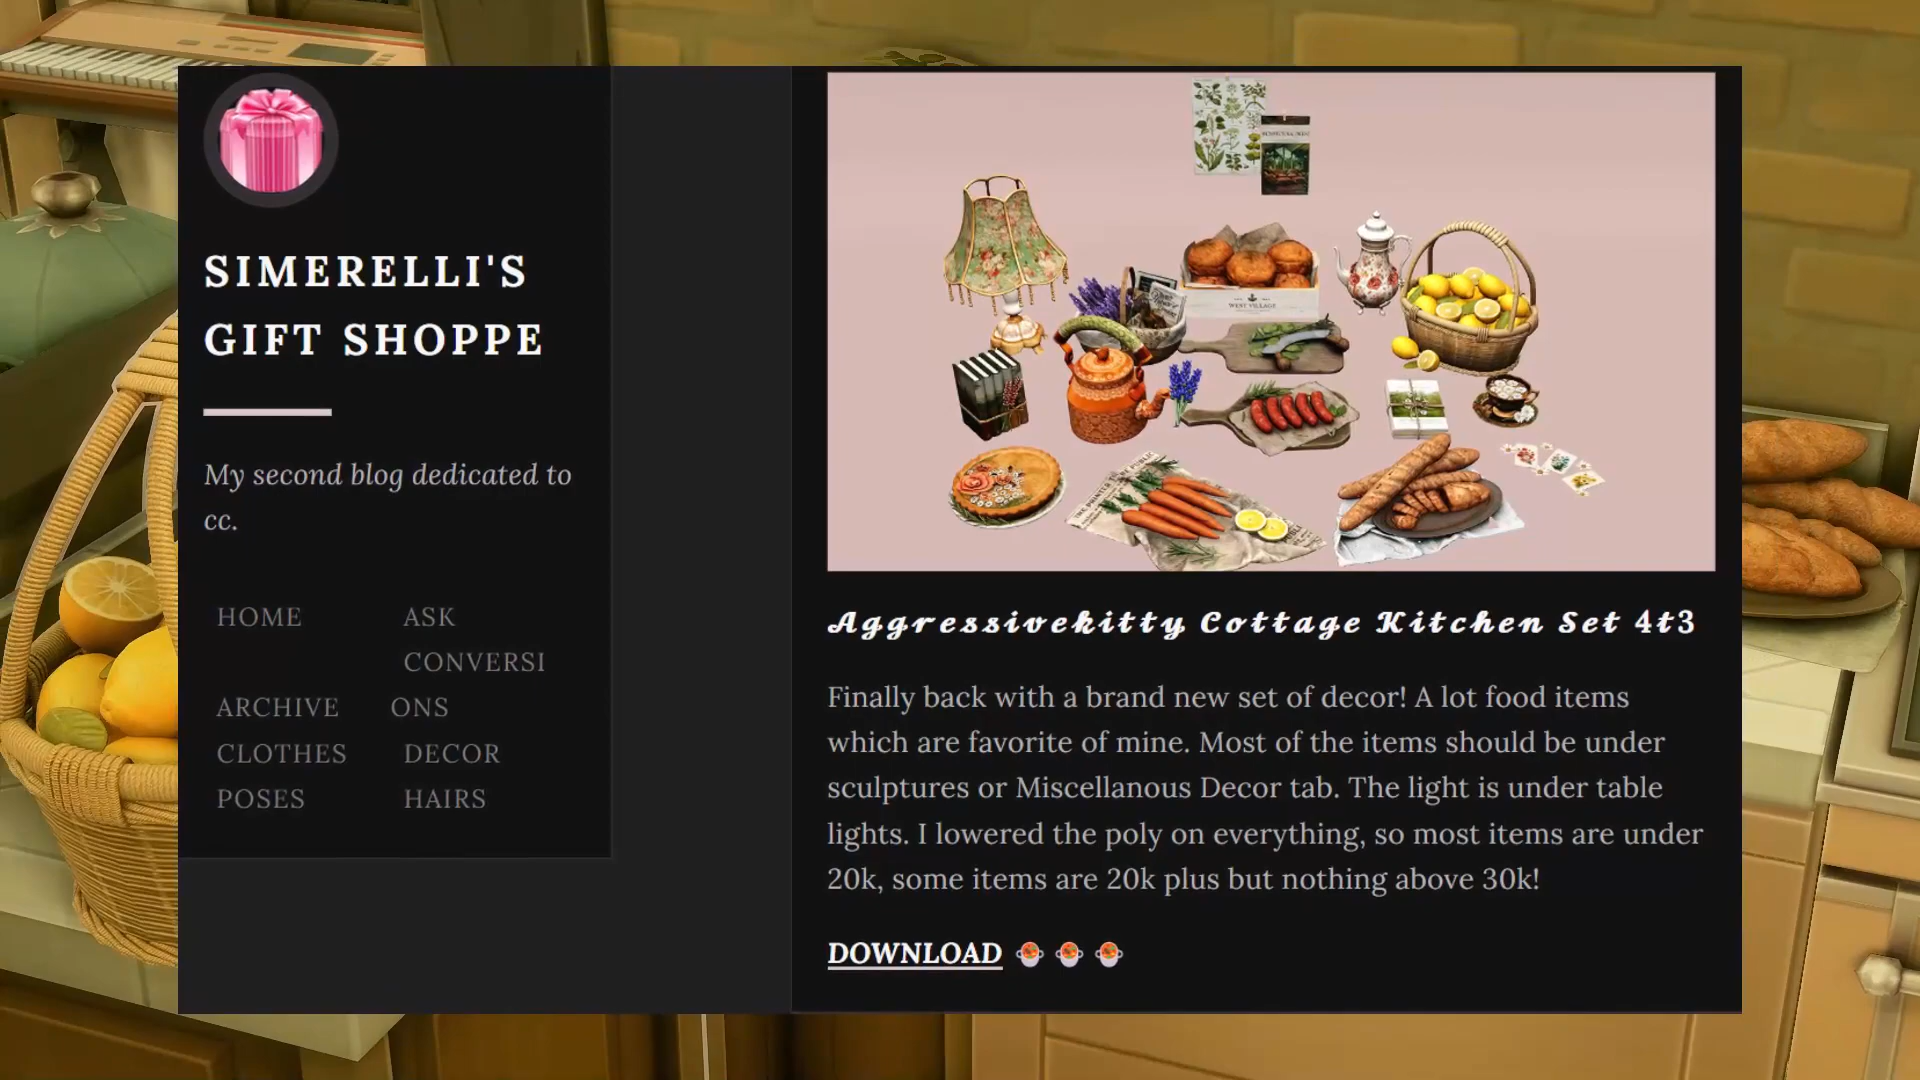 SIMERELLI'S
GIFT SHOPPE
My second blog dedicated to
cc.
HOME
ASK
CONVERSI
ARCHIVE
ONS
CLOTHES
DECOR
POSES
HAIRS
WEST VILLAGE
Aggressivekitty Cottage Kitchen Set 4t3
Finally back with a brand new set of decor! A lot food items
which are favorite of mine. Most of the items should be under
sculptures or Miscellanous Decor tab. The light is under table
lights. I lowered the poly on everything, so most items are under
20k, some items are 20k plus but nothing above 30k!
DOWNLOAD